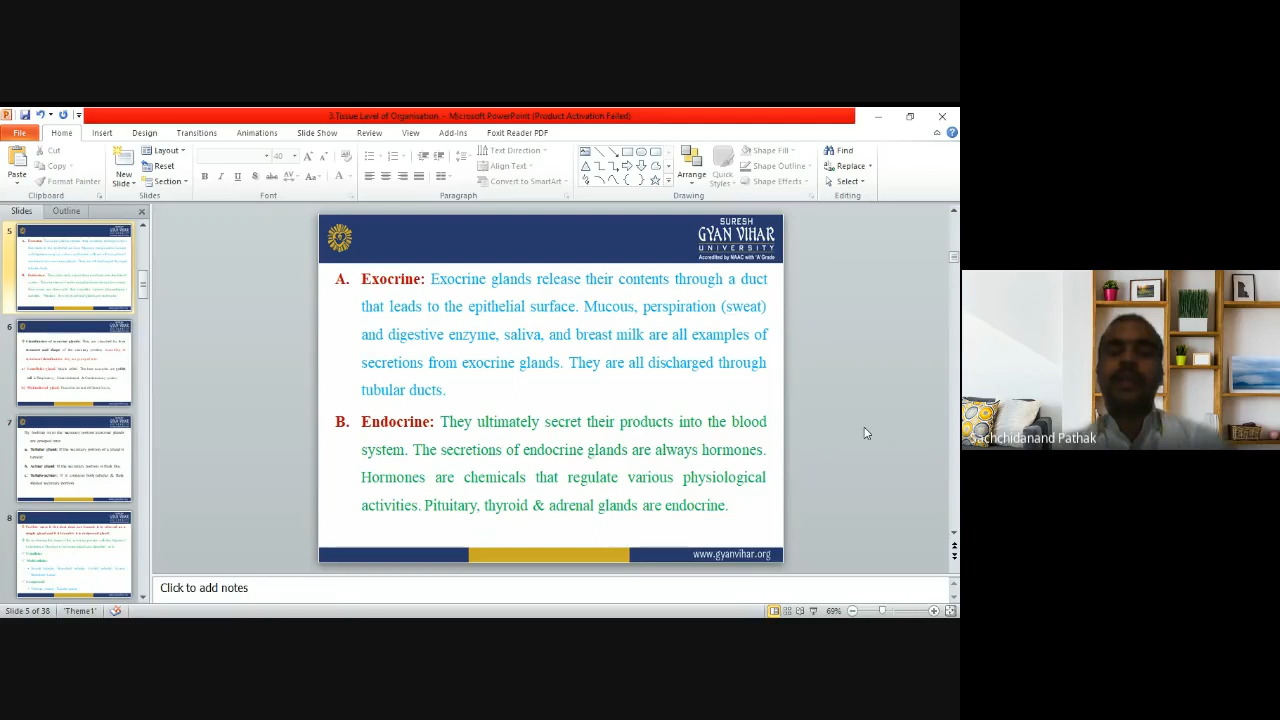 3.Tissue Level of Organisation. - Microsoft PowerPoint (Product Activation Failed)
File Home Insert Design Transitions Animations Slide Show Review View Add-Ins Foxit Reader PDF
Paste Cut Copy Format Painter
Clipboard
New Slide Layout Reset Section
Slides
40
B I U S abc AV Aa A
Font
Paragraph
Text Direction
Align Text
Convert to SmartArt
Arrange Quick Styles Shape Fill Shape Outline Shape Effects
Drawing
Find
Replace
Select
Editing
Slides Outline
5
6
7
8
SURESH
GYAN VIHAR
UNIVERSITY
Accredited by NAAC with 'A' Grade
A. Exocrine: Exocrine glands release their contents through a duct
that leads to the epithelial surface. Mucous, perspiration (sweat)
and digestive enzyme, saliva, and breast milk are all examples of
secretions from exocrine glands. They are all discharged through
tubular ducts.
B. Endocrine: They ultimately secret their products into the blood
system. The secretions of endocrine glands are always hormones.
Hormones are chemicals that regulate various physiological
activities. Pituitary, thyroid & adrenal glands are endocrine.
www.gyanvihar.org
Click to add notes
Slide 5 of 38 'Theme1' 69%
Sachchidanand Pathak